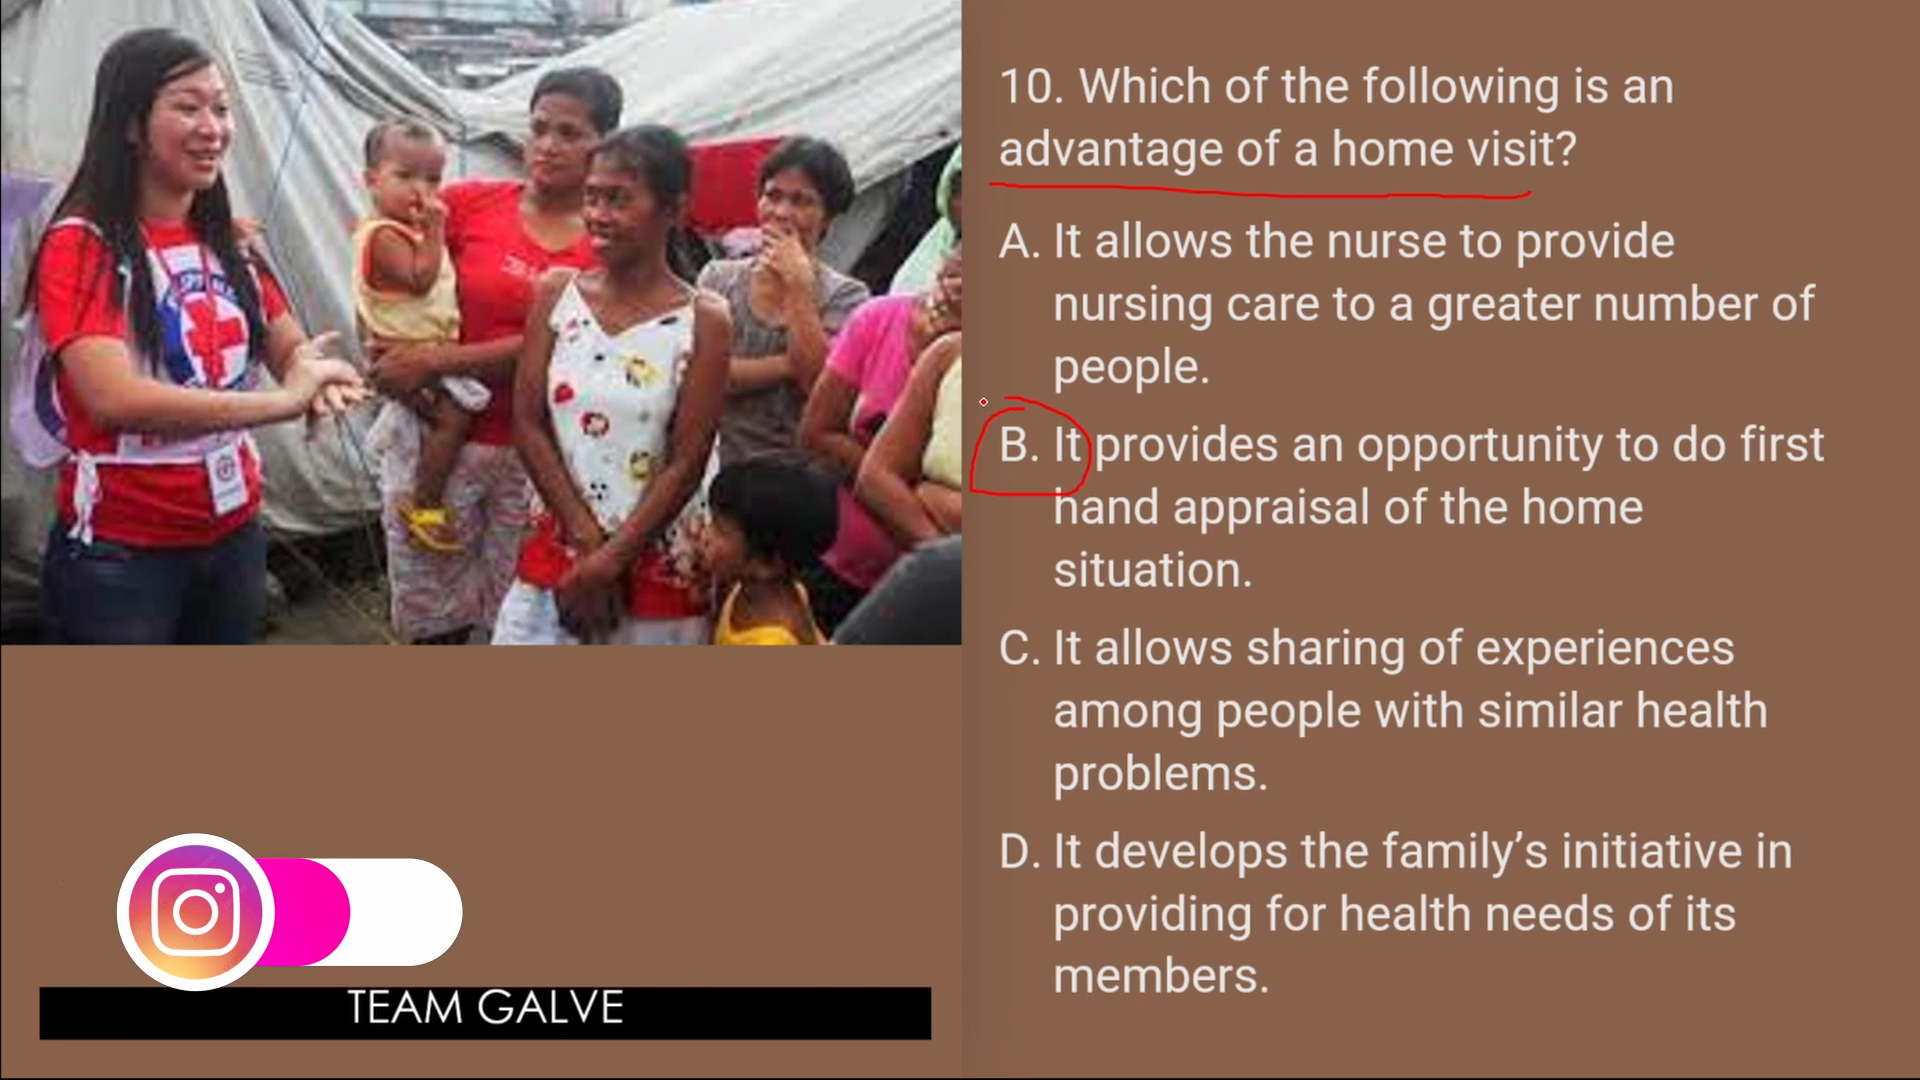 10. Which of the following is an
advantage of a home visit?
A. It allows the nurse to provide
nursing care to a greater number of
people.
B. It provides an opportunity to do first
hand appraisal of the home
situation.
C. It allows sharing of experiences
among people with similar health
problems.
D. It develops the family’s initiative in
providing for health needs of its
members.
TEAM GALVE